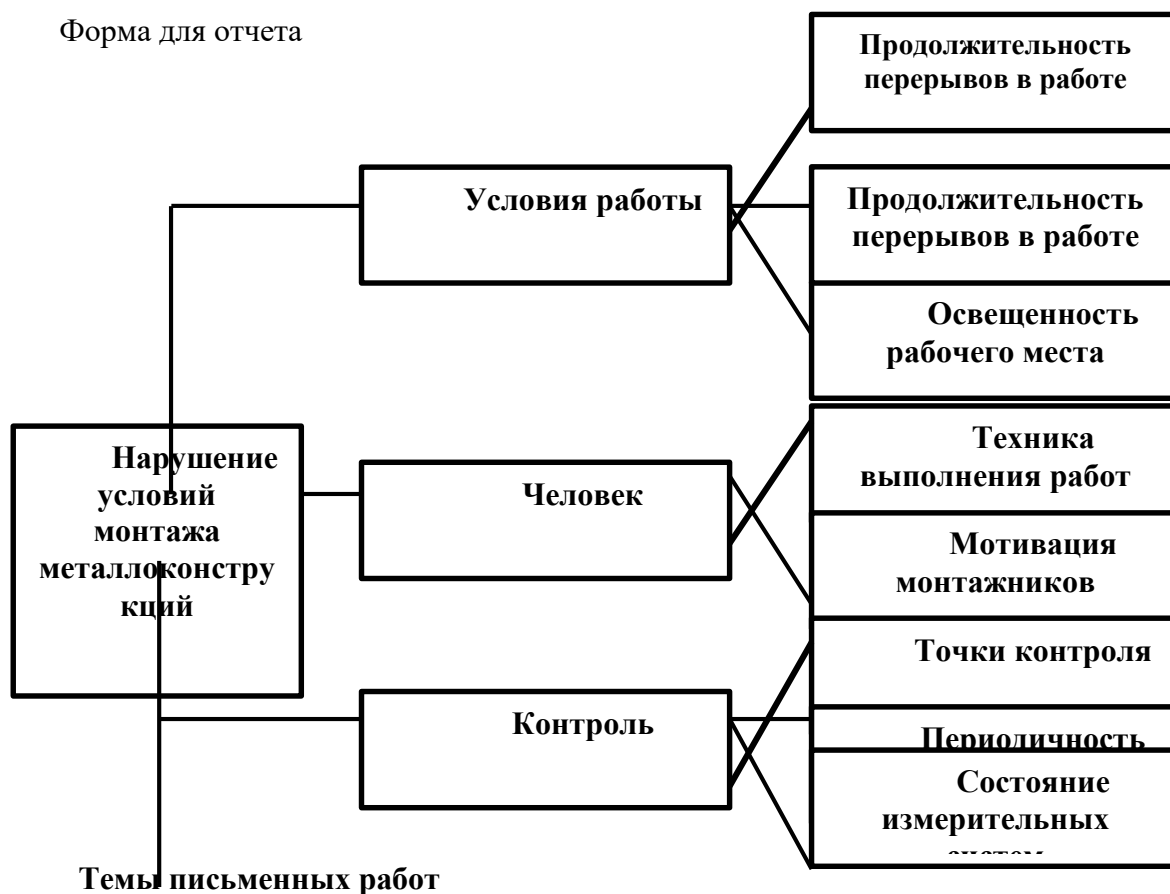 Форма для отчета
Продолжительность
перерывов в работе
Условия работы
Продолжительность
перерывов в работе
Освещенность
рабочего места
Нарушение
условий
монтажа
металлоконстру
кций
Человек
Техника
выполнения работ
Мотивация
монтажников
Контроль
Точки контроля
Периодичность
Состояние
измерительных
Темы письменных работ